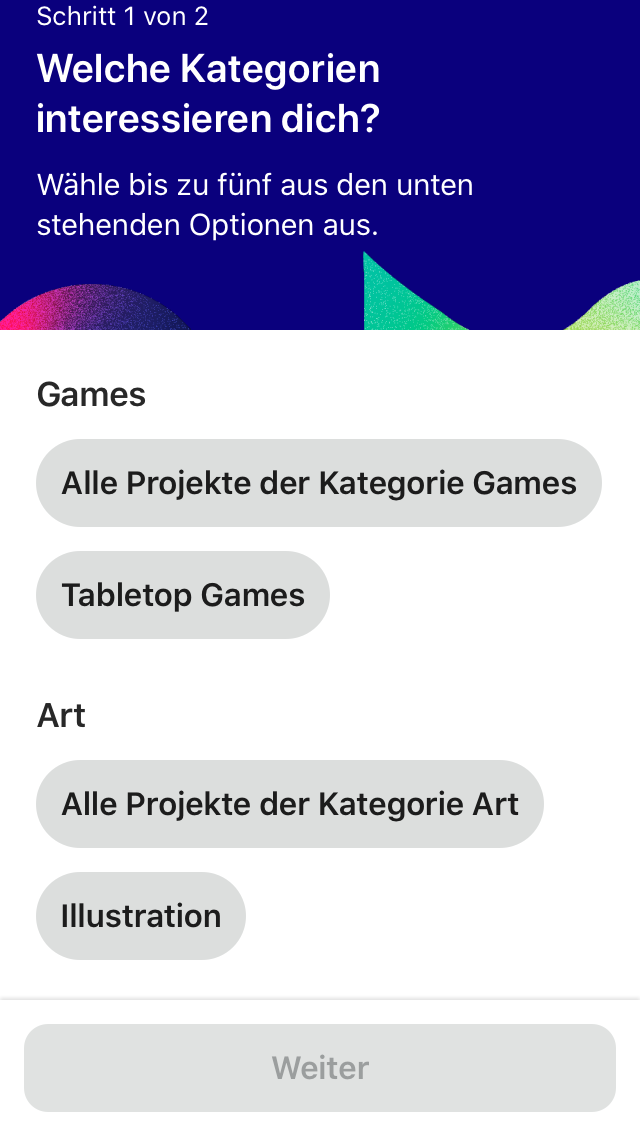 Schritt 1 von 2
Welche Kategorien
interessieren dich?
Wähle bis zu fünf aus den unten
stehenden Optionen aus.
Games
Alle Projekte der Kategorie Games
Tabletop Games
Art
Alle Projekte der Kategorie Art
Illustration
Weiter